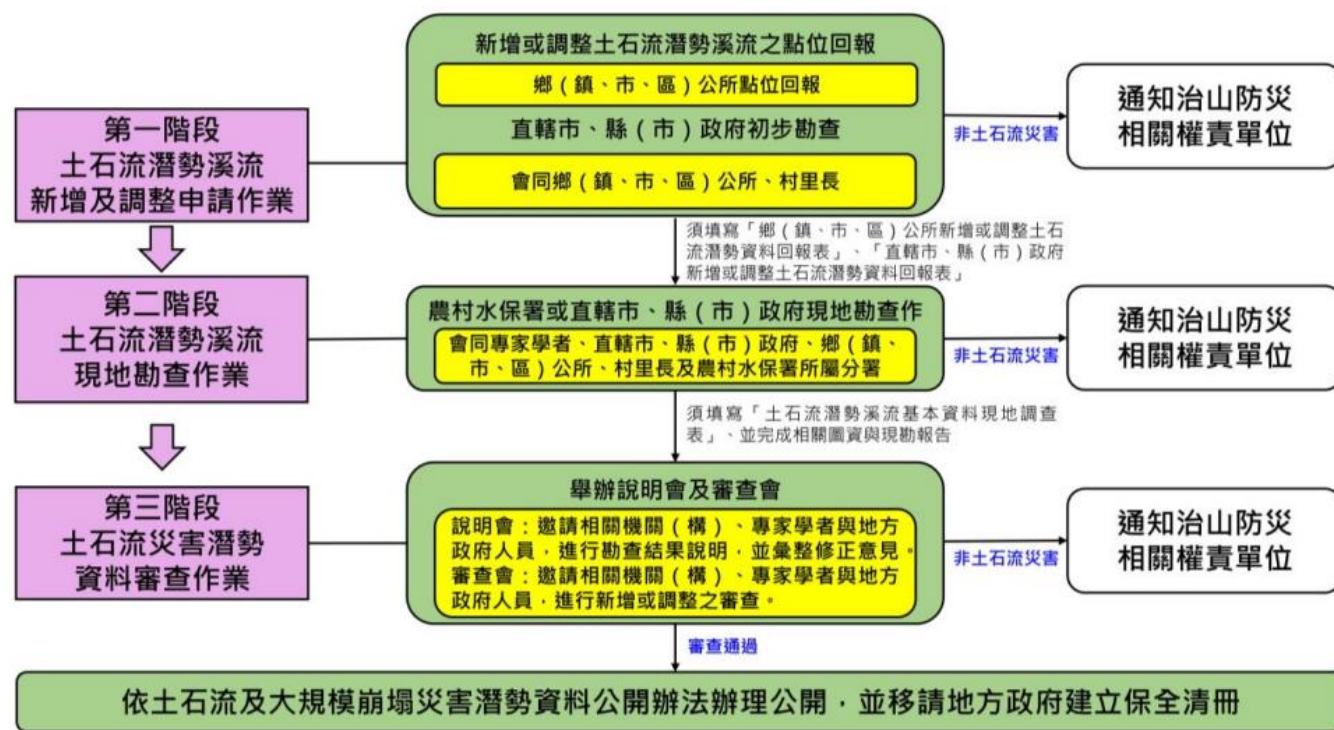 第一階段
土石流潛勢溪流
新增及調整申請作業
新增或調整土石流潛勢溪流之點位回報
鄉（鎮、市、區）公所點位回報
直轄市、縣（市）政府初步勘查
會同鄉（鎮、市、區）公所、村里長
非土石流災害
通知治山防災
相關權責單位
須填寫「鄉（鎮、市、區）公所新增或調整土石
流潛勢資料回報表」、「直轄市、縣（市）政府
新增或調整土石流潛勢資料回報表」
第二階段
土石流潛勢溪流
現地勘查作業
農村水保署或直轄市、縣（市）政府現地勘查作
會同專家學者、直轄市、縣（市）政府、鄉（鎮、
市、區）公所、村里長及農村水保署所屬分署
非土石流災害
通知治山防災
相關權責單位
須填寫「土石流潛勢溪流基本資料現地調查
表」、並完成相關圖資與現勘報告
第三階段
土石流災害潛勢
資料審查作業
舉辦說明會及審查會
說明會：邀請相關機關（構）、專家學者與地方
政府人員，進行勘查結果說明，並彙整修正意見。
審查會：邀請相關機關（構）、專家學者與地方
政府人員，進行新增或調整之審查。
非土石流災害
通知治山防災
相關權責單位
審查通過
依土石流及大規模崩塌災害潛勢資料公開辦法辦理公開，並移請地方政府建立保全清冊